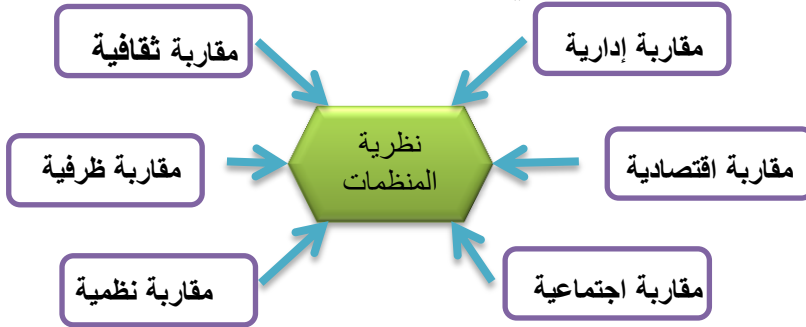 مقاربة إدارية
مقاربة ثقافية
نظرية
المنظمات
مقاربة اقتصادية
مقاربة ظرفية
مقاربة اجتماعية
مقاربة نظمية